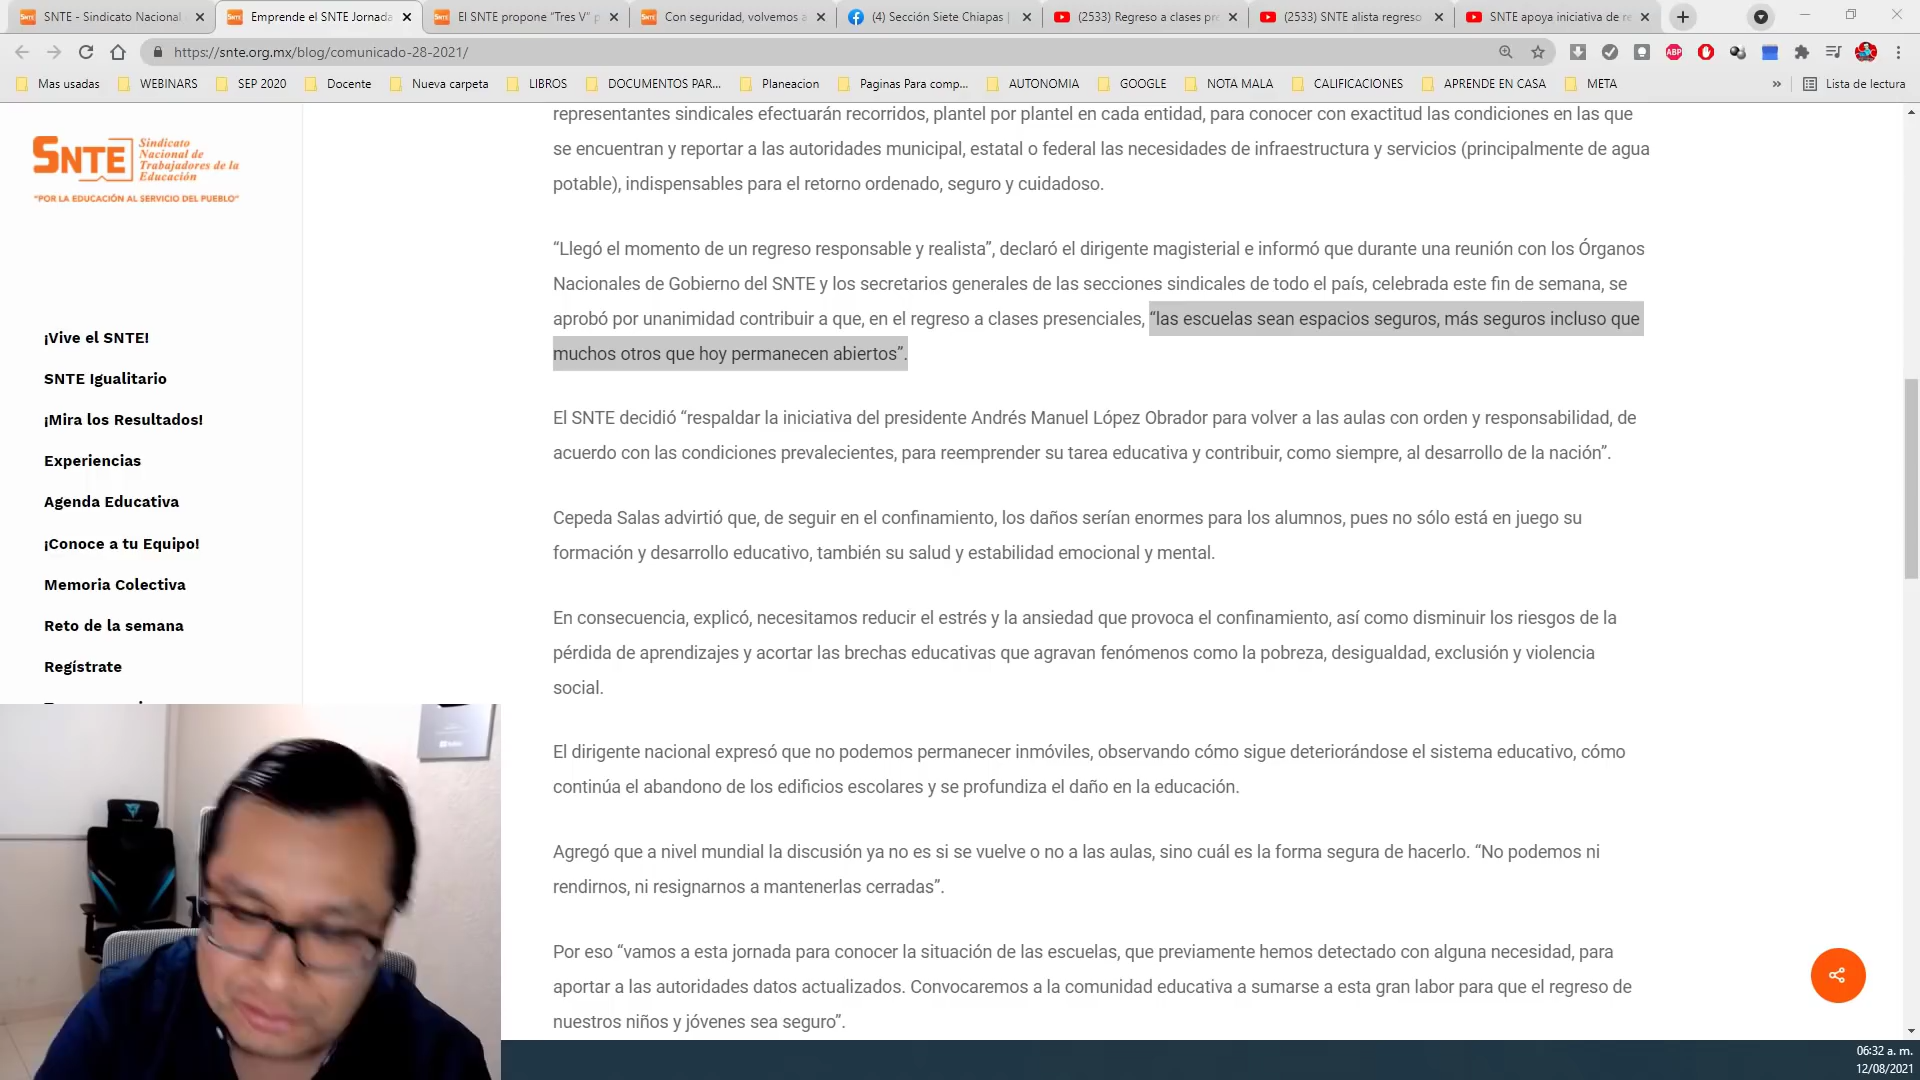 SNTE - Sindicato Nacional
Emprende el SNTE Jornada
El SNTE propone “Tres V” p
Con seguridad, volvemos a
(4) Sección Siete Chiapas |
(2533) Regreso a clases pre
(2533) SNTE alista regreso
SNTE apoya iniciativa de re
https://snte.org.mx/blog/comunicado-28-2021/
ABP
Mas usadas
WEBINARS
SEP 2020
Docente
Nueva carpeta
LIBROS
DOCUMENTOS PAR...
Planeacion
Paginas Para comp...
AUTONOMIA
GOOGLE
NOTA MALA
CALIFICACIONES
APRENDE EN CASA
META
»
Lista de lectura
SNTE
Sindicato
Nacional de
Trabajadores de la
Educación
"POR LA EDUCACIÓN AL SERVICIO DEL PUEBLO"
¡Vive el SNTE!
SNTE Igualitario
¡Mira los Resultados!
Experiencias
Agenda Educativa
¡Conoce a tu Equipo!
Memoria Colectiva
Reto de la semana
Regístrate
representantes sindicales efectuarán recorridos, plantel por plantel en cada entidad, para conocer con exactitud las condiciones en las que
se encuentran y reportar a las autoridades municipal, estatal o federal las necesidades de infraestructura y servicios (principalmente de agua
potable), indispensables para el retorno ordenado, seguro y cuidadoso.
“Llegó el momento de un regreso responsable y realista”, declaró el dirigente magisterial e informó que durante una reunión con los Órganos
Nacionales de Gobierno del SNTE y los secretarios generales de las secciones sindicales de todo el país, celebrada este fin de semana, se
aprobó por unanimidad contribuir a que, en el regreso a clases presenciales, “las escuelas sean espacios seguros, más seguros incluso que
muchos otros que hoy permanecen abiertos”.
El SNTE decidió “respaldar la iniciativa del presidente Andrés Manuel López Obrador para volver a las aulas con orden y responsabilidad, de
acuerdo con las condiciones prevalecientes, para reemprender su tarea educativa y contribuir, como siempre, al desarrollo de la nación”.
Cepeda Salas advirtió que, de seguir en el confinamiento, los daños serían enormes para los alumnos, pues no sólo está en juego su
formación y desarrollo educativo, también su salud y estabilidad emocional y mental.
En consecuencia, explicó, necesitamos reducir el estrés y la ansiedad que provoca el confinamiento, así como disminuir los riesgos de la
pérdida de aprendizajes y acortar las brechas educativas que agravan fenómenos como la pobreza, desigualdad, exclusión y violencia
social.
El dirigente nacional expresó que no podemos permanecer inmóviles, observando cómo sigue deteriorándose el sistema educativo, cómo
continúa el abandono de los edificios escolares y se profundiza el daño en la educación.
Agregó que a nivel mundial la discusión ya no es si se vuelve o no a las aulas, sino cuál es la forma segura de hacerlo. “No podemos ni
rendirnos, ni resignarnos a mantenerlas cerradas”.
Por eso “vamos a esta jornada para conocer la situación de las escuelas, que previamente hemos detectado con alguna necesidad, para
aportar a las autoridades datos actualizados. Convocaremos a la comunidad educativa a sumarse a esta gran labor para que el regreso de
nuestros niños y jóvenes sea seguro”.
06:32 a. m.
12/08/2021